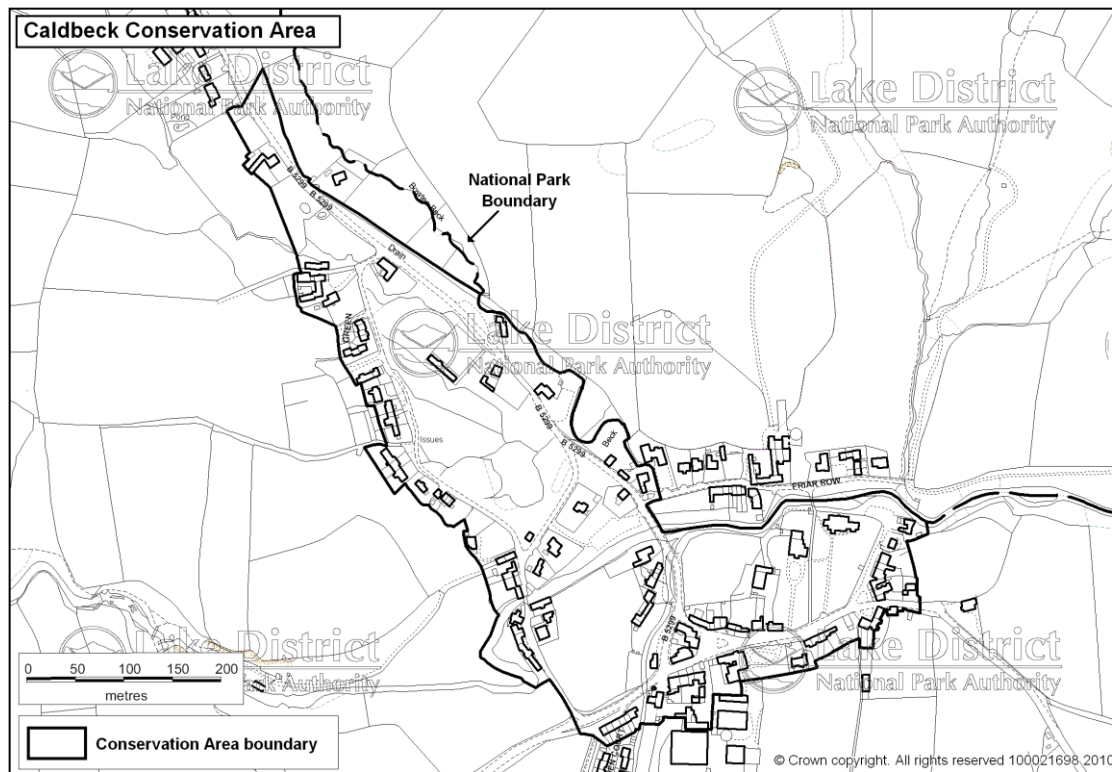 Caldbeck Conservation Area
Lake District
National Park Authority
Lake District
National Park Authority
Pond
B 5299
B 5299
National Park
Boundary
Drain
GREEN
Lake District
National Park Authority
Issues
B 5299
B 5299
Beck
FRIAR ROW
B 5299
Lake District
National Park Authority
Lake District
National Park Authority
0 50 100 150 200
metres
Conservation Area boundary
© Crown copyright. All rights reserved 100021698 2010